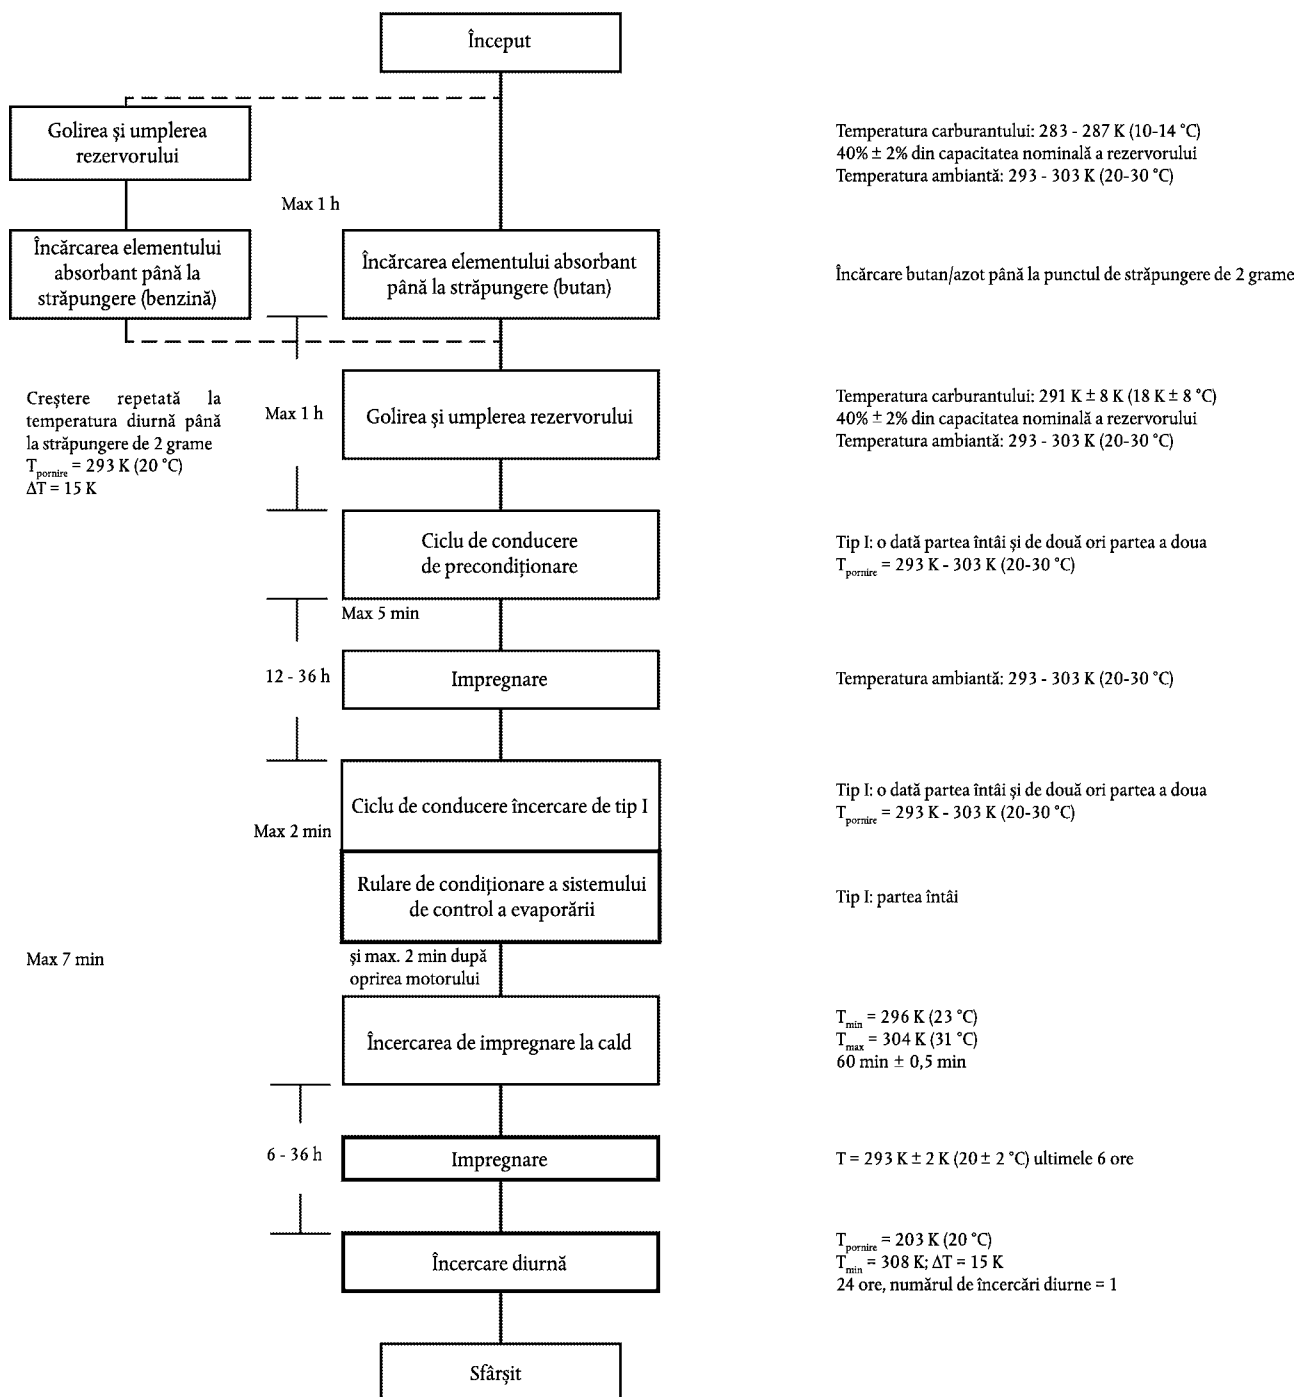 Început
Golirea și umplerea
rezervorului
Temperatura carburantului: 283 - 287 K (10-14 °C)
40% ± 2% din capacitatea nominală a rezervorului
Temperatura ambiantă: 293 - 303 K (20-30 °C)
Max 1 h
Încărcarea elementului
absorbant până la
străpungere (benzină)
Încărcarea elementului absorbant
până la străpungere (butan)
Încărcare butan/azot până la punctul de străpungere de 2 grame
Creștere repetată la
temperatura diurnă până
la străpungere de 2 grame
T pornire = 293 K (20 °C)
ΔT = 15 K
Max 1 h
Golirea și umplerea rezervorului
Temperatura carburantului: 291 K ± 8 K (18 K ± 8 °C)
40% ± 2% din capacitatea nominală a rezervorului
Temperatura ambiantă: 293 - 303 K (20-30 °C)
Ciclu de conducere
de precondiționare
Tip I: o dată partea întâi și de două ori partea a doua
T pornire = 293 K - 303 K (20-30 °C)
Max 5 min
12 - 36 h
Impregnare
Temperatura ambiantă: 293 - 303 K (20-30 °C)
Ciclu de conducere încercare de tip I
Tip I: o dată partea întâi și de două ori partea a doua
T pornire = 293 K - 303 K (20-30 °C)
Max 2 min
Rulare de condiționare a sistemului
de control a evaporării
Tip I: partea întâi
Max 7 min
și max. 2 min după
oprirea motorului
Încercarea de impregnare la cald
T min = 296 K (23 °C)
T max = 304 K (31 °C)
60 min ± 0,5 min
6 - 36 h
Impregnare
T = 293 K ± 2 K (20 ± 2 °C) ultimele 6 ore
Încercare diurnă
T pornire = 203 K (20 °C)
T min = 308 K; ΔT = 15 K
24 ore, numărul de încercări diurne = 1
Sfârșit